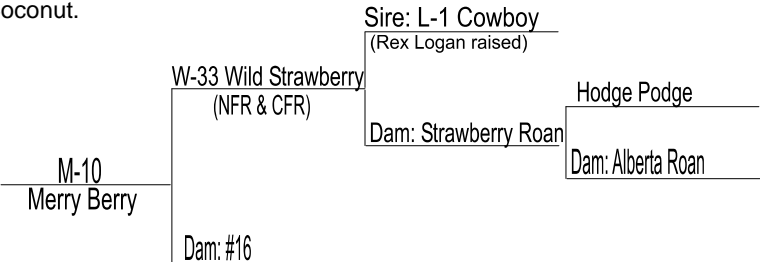 oconut.
Sire: L-1 Cowboy
(Rex Logan raised)
W-33 Wild Strawberry
(NFR & CFR)
Hodge Podge
Dam: Strawberry Roan
Dam: Alberta Roan
M-10
Merry Berry
Dam: #16